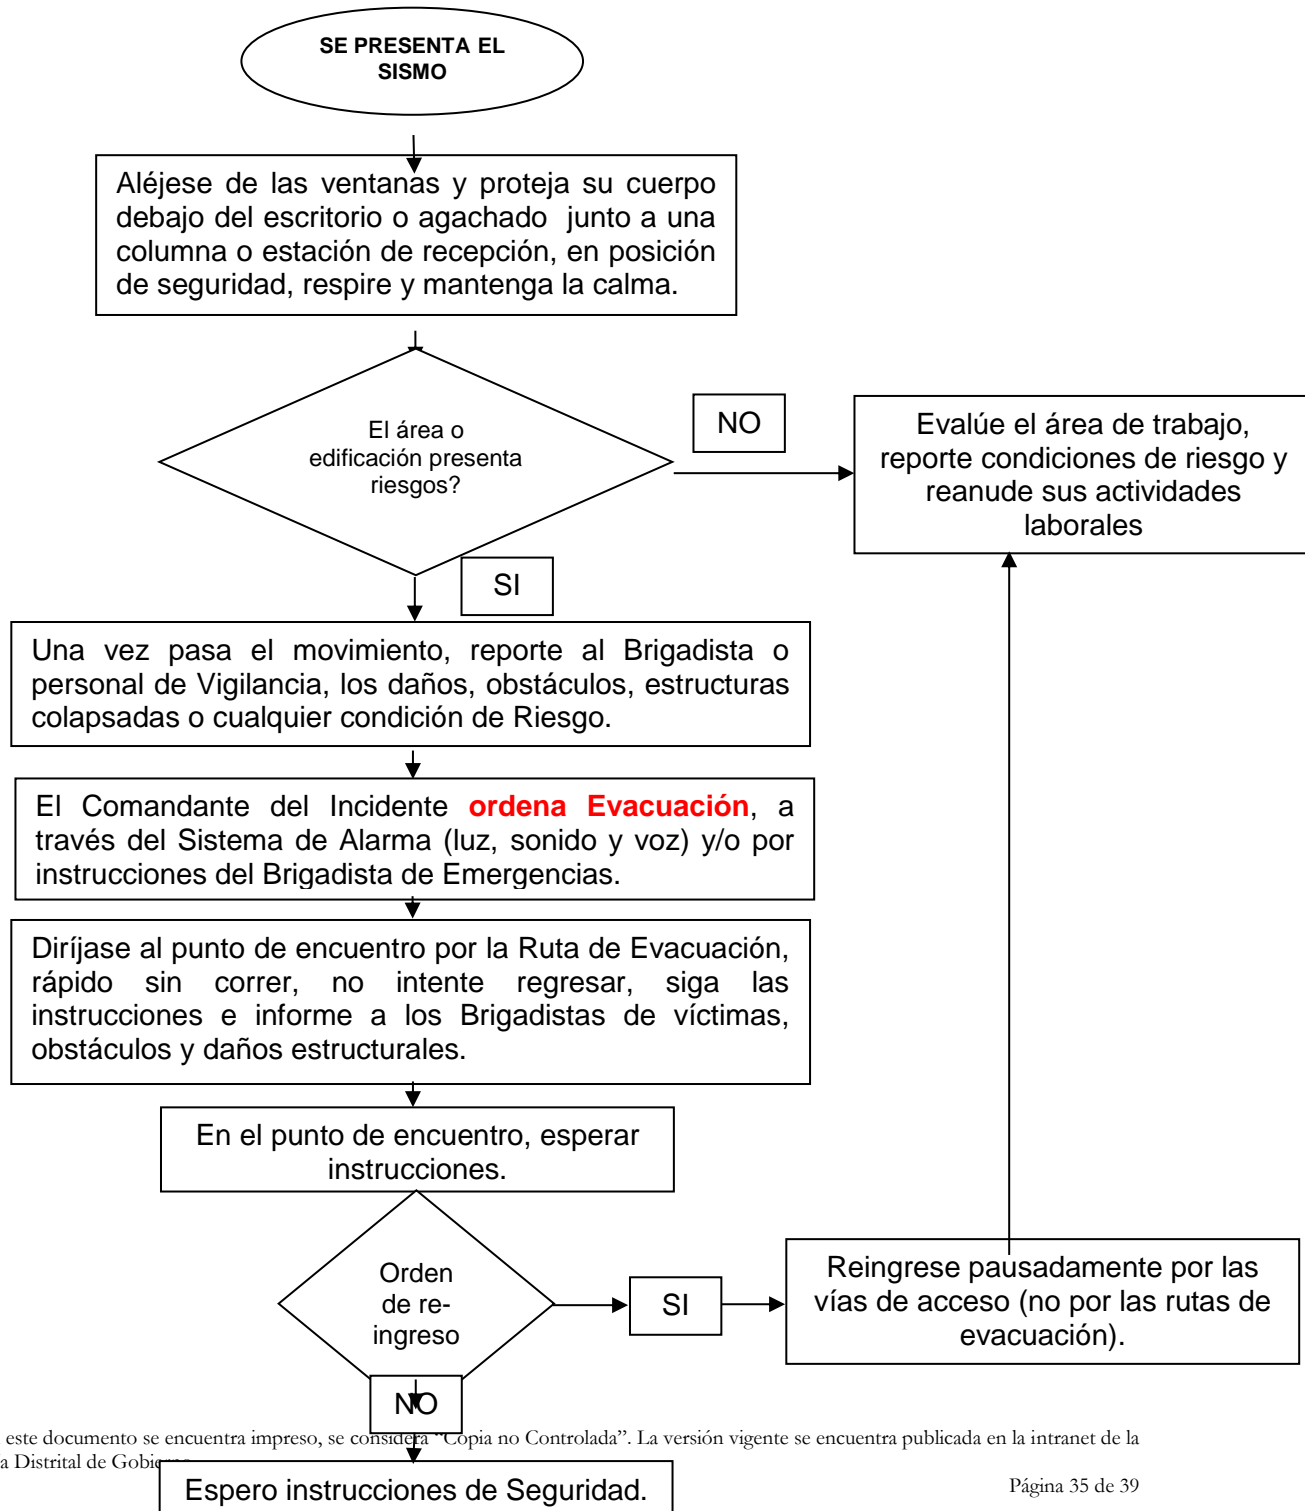 SE PRESENTA EL
SISMO
Aléjese de las ventanas y proteja su cuerpo
debajo del escritorio o agachado junto a una
columna o estación de recepción, en posición
de seguridad, respire y mantenga la calma.
El área o
edificación presenta
riesgos?
NO
Evalúe el área de trabajo,
reporte condiciones de riesgo y
reanude sus actividades
laborales
SI
Una vez pasa el movimiento, reporte al Brigadista o
personal de Vigilancia, los daños, obstáculos, estructuras
colapsadas o cualquier condición de Riesgo.
El Comandante del Incidente ordena Evacuación, a
través del Sistema de Alarma (luz, sonido y voz) y/o por
instrucciones del Brigadista de Emergencias.
Diríjase al punto de encuentro por la Ruta de Evacuación,
rápido sin correr, no intente regresar, siga las
instrucciones e informe a los Brigadistas de víctimas,
obstáculos y daños estructurales.
En el punto de encuentro, esperar
instrucciones.
Orden
de re-
ingreso
SI
Reingrese pausadamente por las
vías de acceso (no por las rutas de
evacuación).
NO
este documento se encuentra impreso, se considera "Copia no Controlada". La versión vigente se encuentra publicada en la intranet de la
a Distrital de
Página 35 de 39
Espero instrucciones de Seguridad.